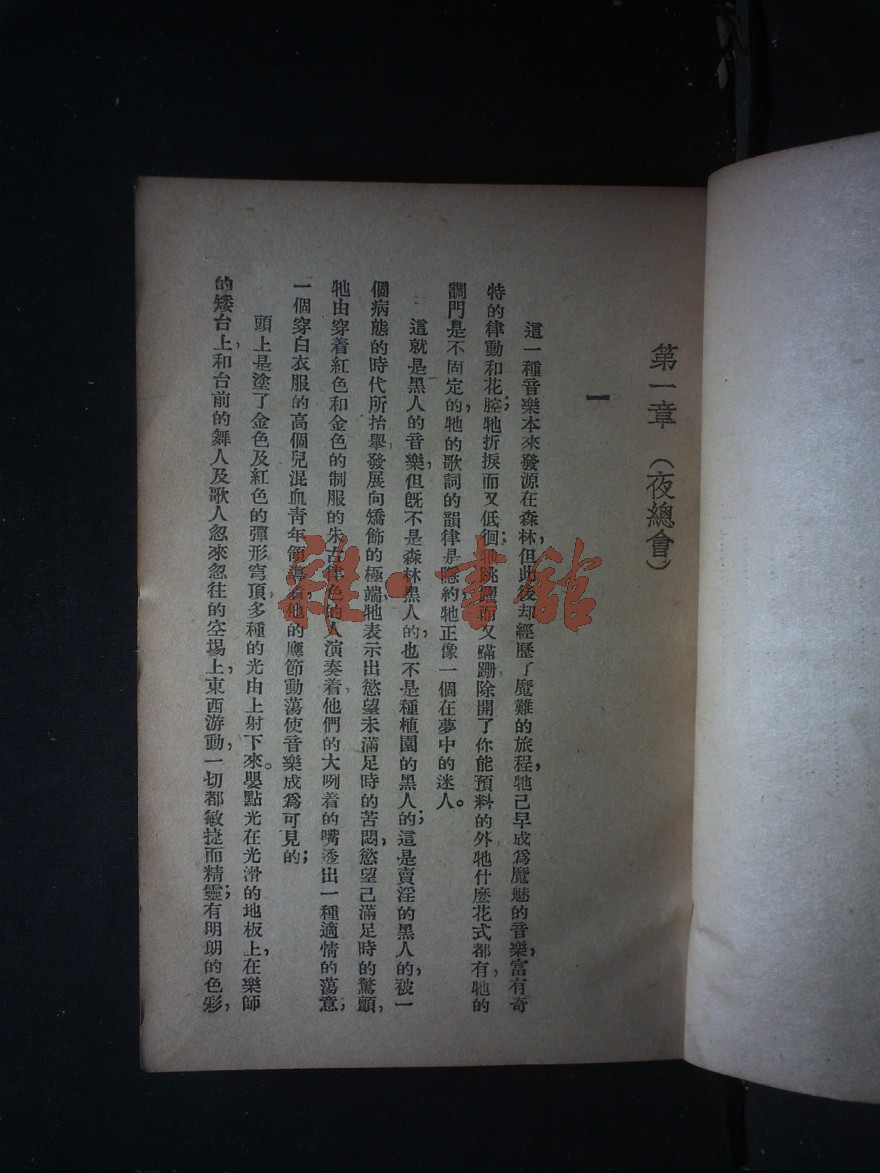 第一章　（夜總會）
一
這一種音樂本來發源在森林，但此後却經歷了魔難的旅程，牠己早成爲魔魅的音樂，富有奇
特的律動和花腔；牠折捩而又低徊；牠跳躍而又蹣跚，除開了你能預料的外牠什麼花式都有，牠的
調門是不固定的，牠的歌詞的韻律是隱約，牠正像一個在夢中的迷人。
這就是黑人的音樂，但旣不是森林黑人的，也不是種植園的黑人的；這是賣淫的黑人的，被一
個病態的時代所抬舉，發展向矯飾的極端，牠表示出慾望未滿足時的苦悶，慾望己滿足時的驚顫，
牠由穿着紅色和金色的制服的朱古律色的人演奏着，他們的大咧着的嘴透出一種適情的蕩意；
一個穿白衣服的高個兒混血靑年領導着，他的應節動蕩使音樂成爲可見的；
頭上是塗了金色及紅色的彈形穹頂，多種的光由上射下來。嬰點光在光滑的地板上，在樂師
的矮台上，和台前的舞人及歌人忽來忽往的空場上，東西游動，一切都敏捷而精靈；有明朗的色彩，
雜·書館